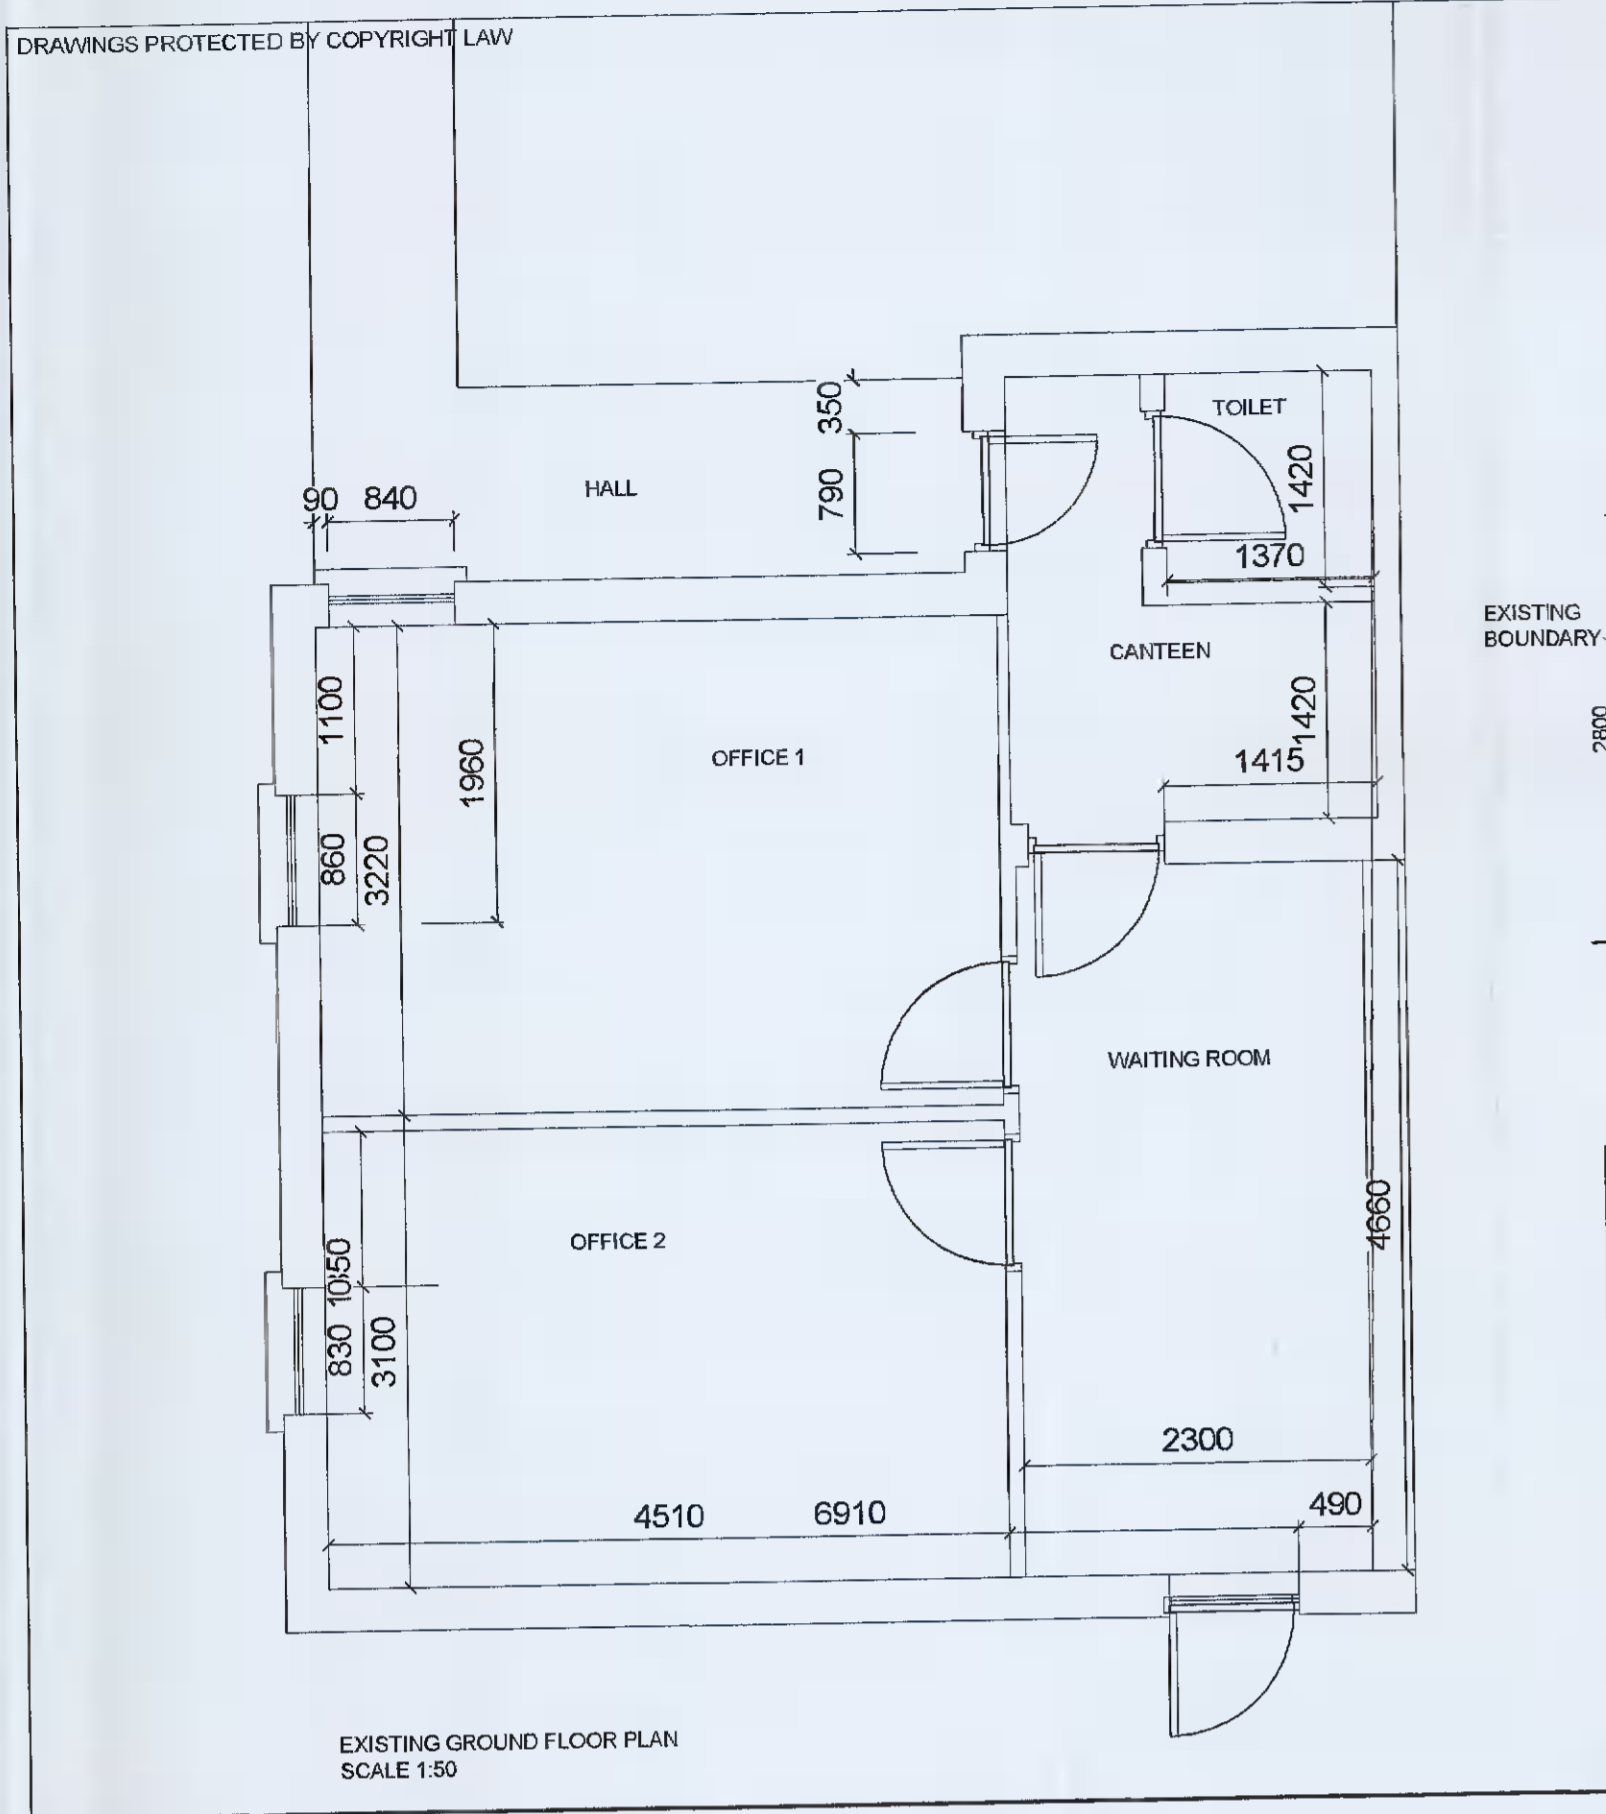 DRAWINGS PROTECTED BY COPYRIGHT LAW
350
TOILET
1420
790
HALL
90 840
1370
EXISTING
BOUNDARY
CANTEEN
1420
1100
2800
OFFICE 1
1415
1960
860
3220
WAITING ROOM
4660
OFFICE 2
1050
830
3100
2300
490
4510
6910
EXISTING GROUND FLOOR PLAN
SCALE 1:50